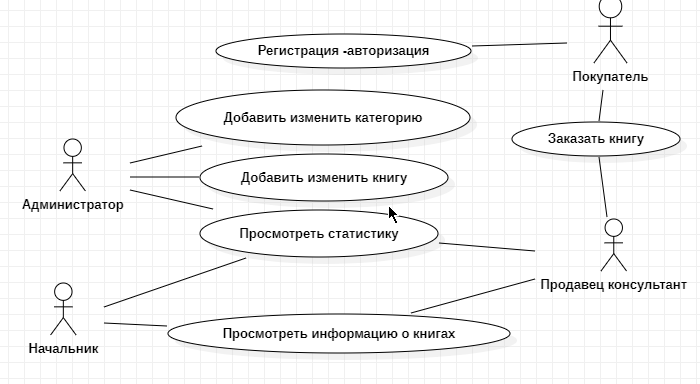 Регистрация -авторизация
Покупатель
Добавить изменить категорию
Заказать книгу
Добавить изменить книгу
Администратор
Просмотреть статистику
Продавец консультант
Просмотреть информацию о книгах
Начальник